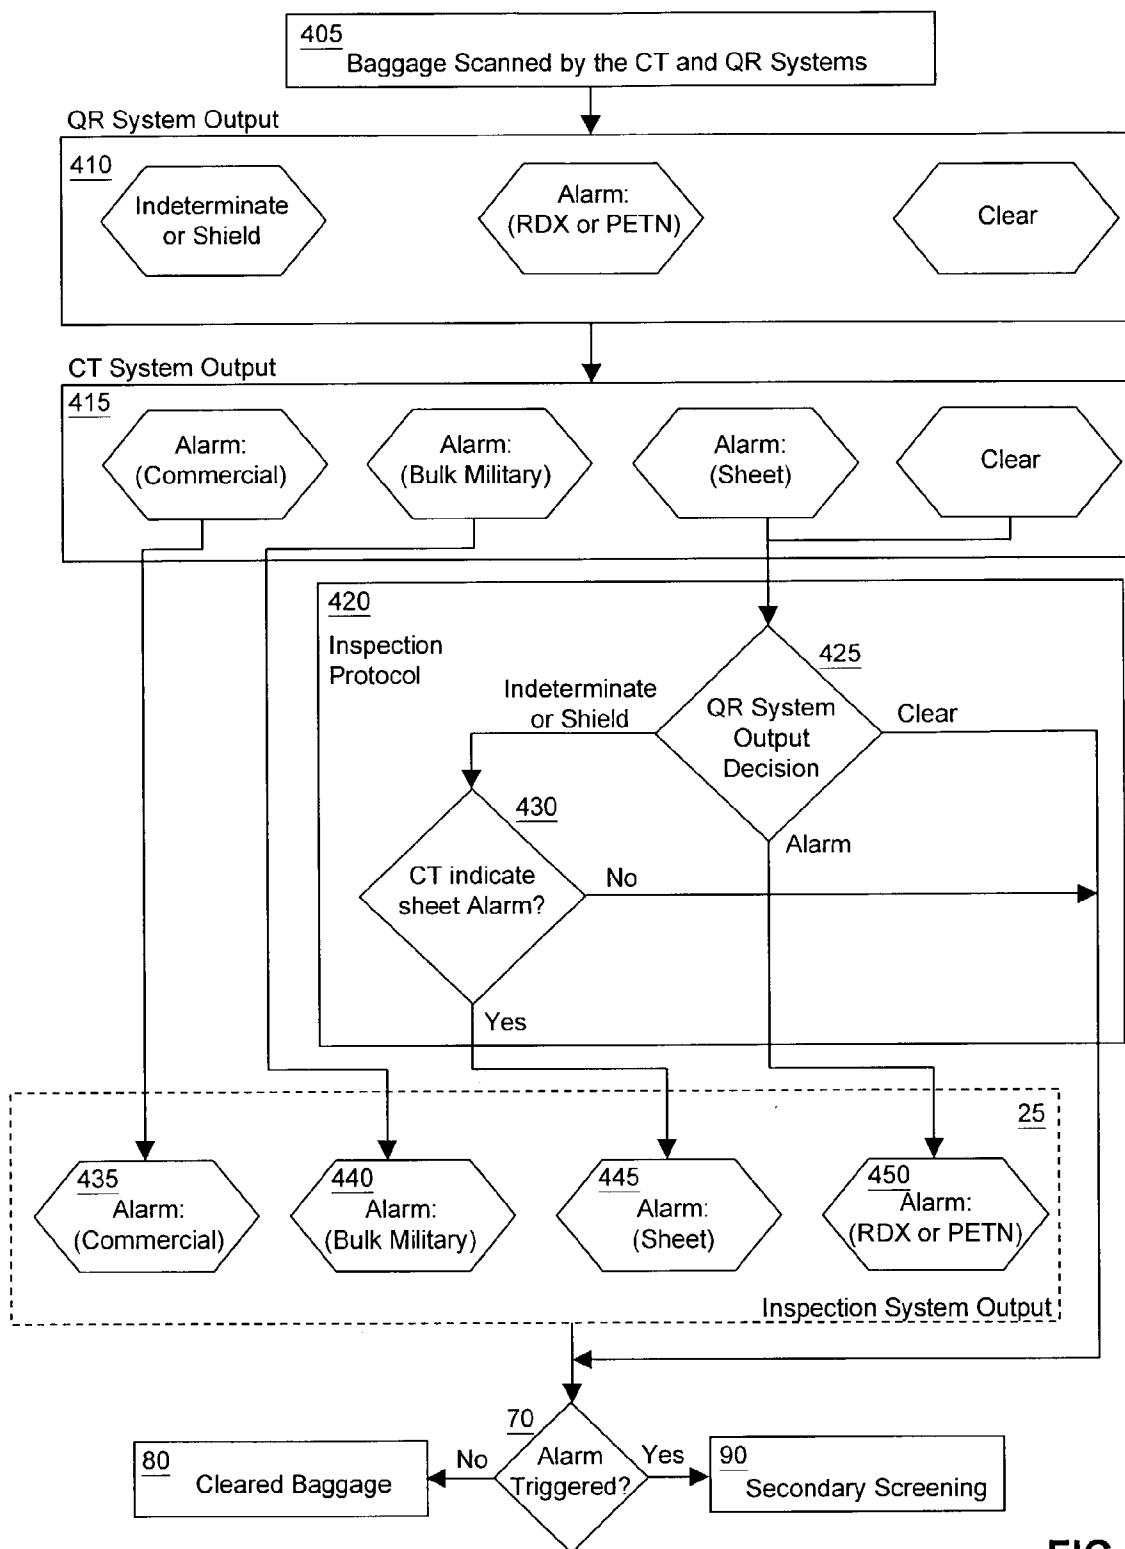 405
Baggage Scanned by the CT and QR Systems
QR System Output
410
Indeterminate
or Shield
Alarm:
(RDX or PETN)
Clear
CT System Output
415
Alarm:
(Commercial)
Alarm:
(Bulk Military)
Alarm:
(Sheet)
Clear
420
Inspection
Protocol
425
Indeterminate
or Shield
QR System
Output
Decision
Clear
430
Alarm
CT indicate
sheet Alarm?
No
Yes
25
435
Alarm:
(Commercial)
440
Alarm:
(Bulk Military)
445
Alarm:
(Sheet)
450
Alarm:
(RDX or PETN)
Inspection System Output
70
Alarm
Triggered?
No
Yes
80
Cleared Baggage
90
Secondary Screening
FIG